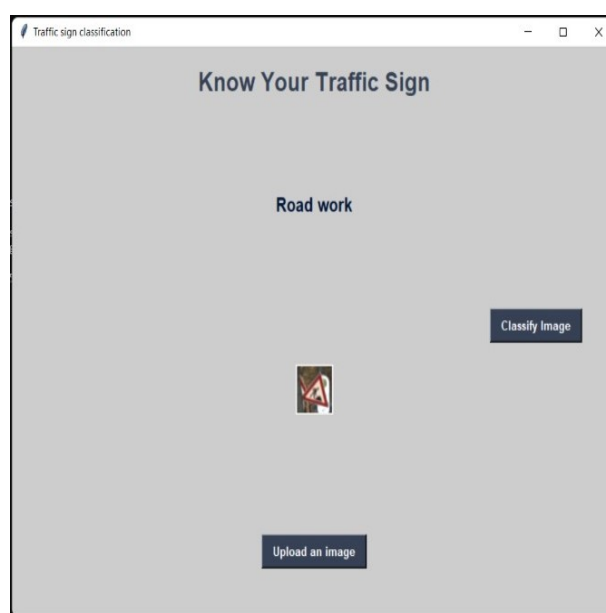 Traffic sign classification
Know Your Traffic Sign
Road work
Classify Image
Upload an image